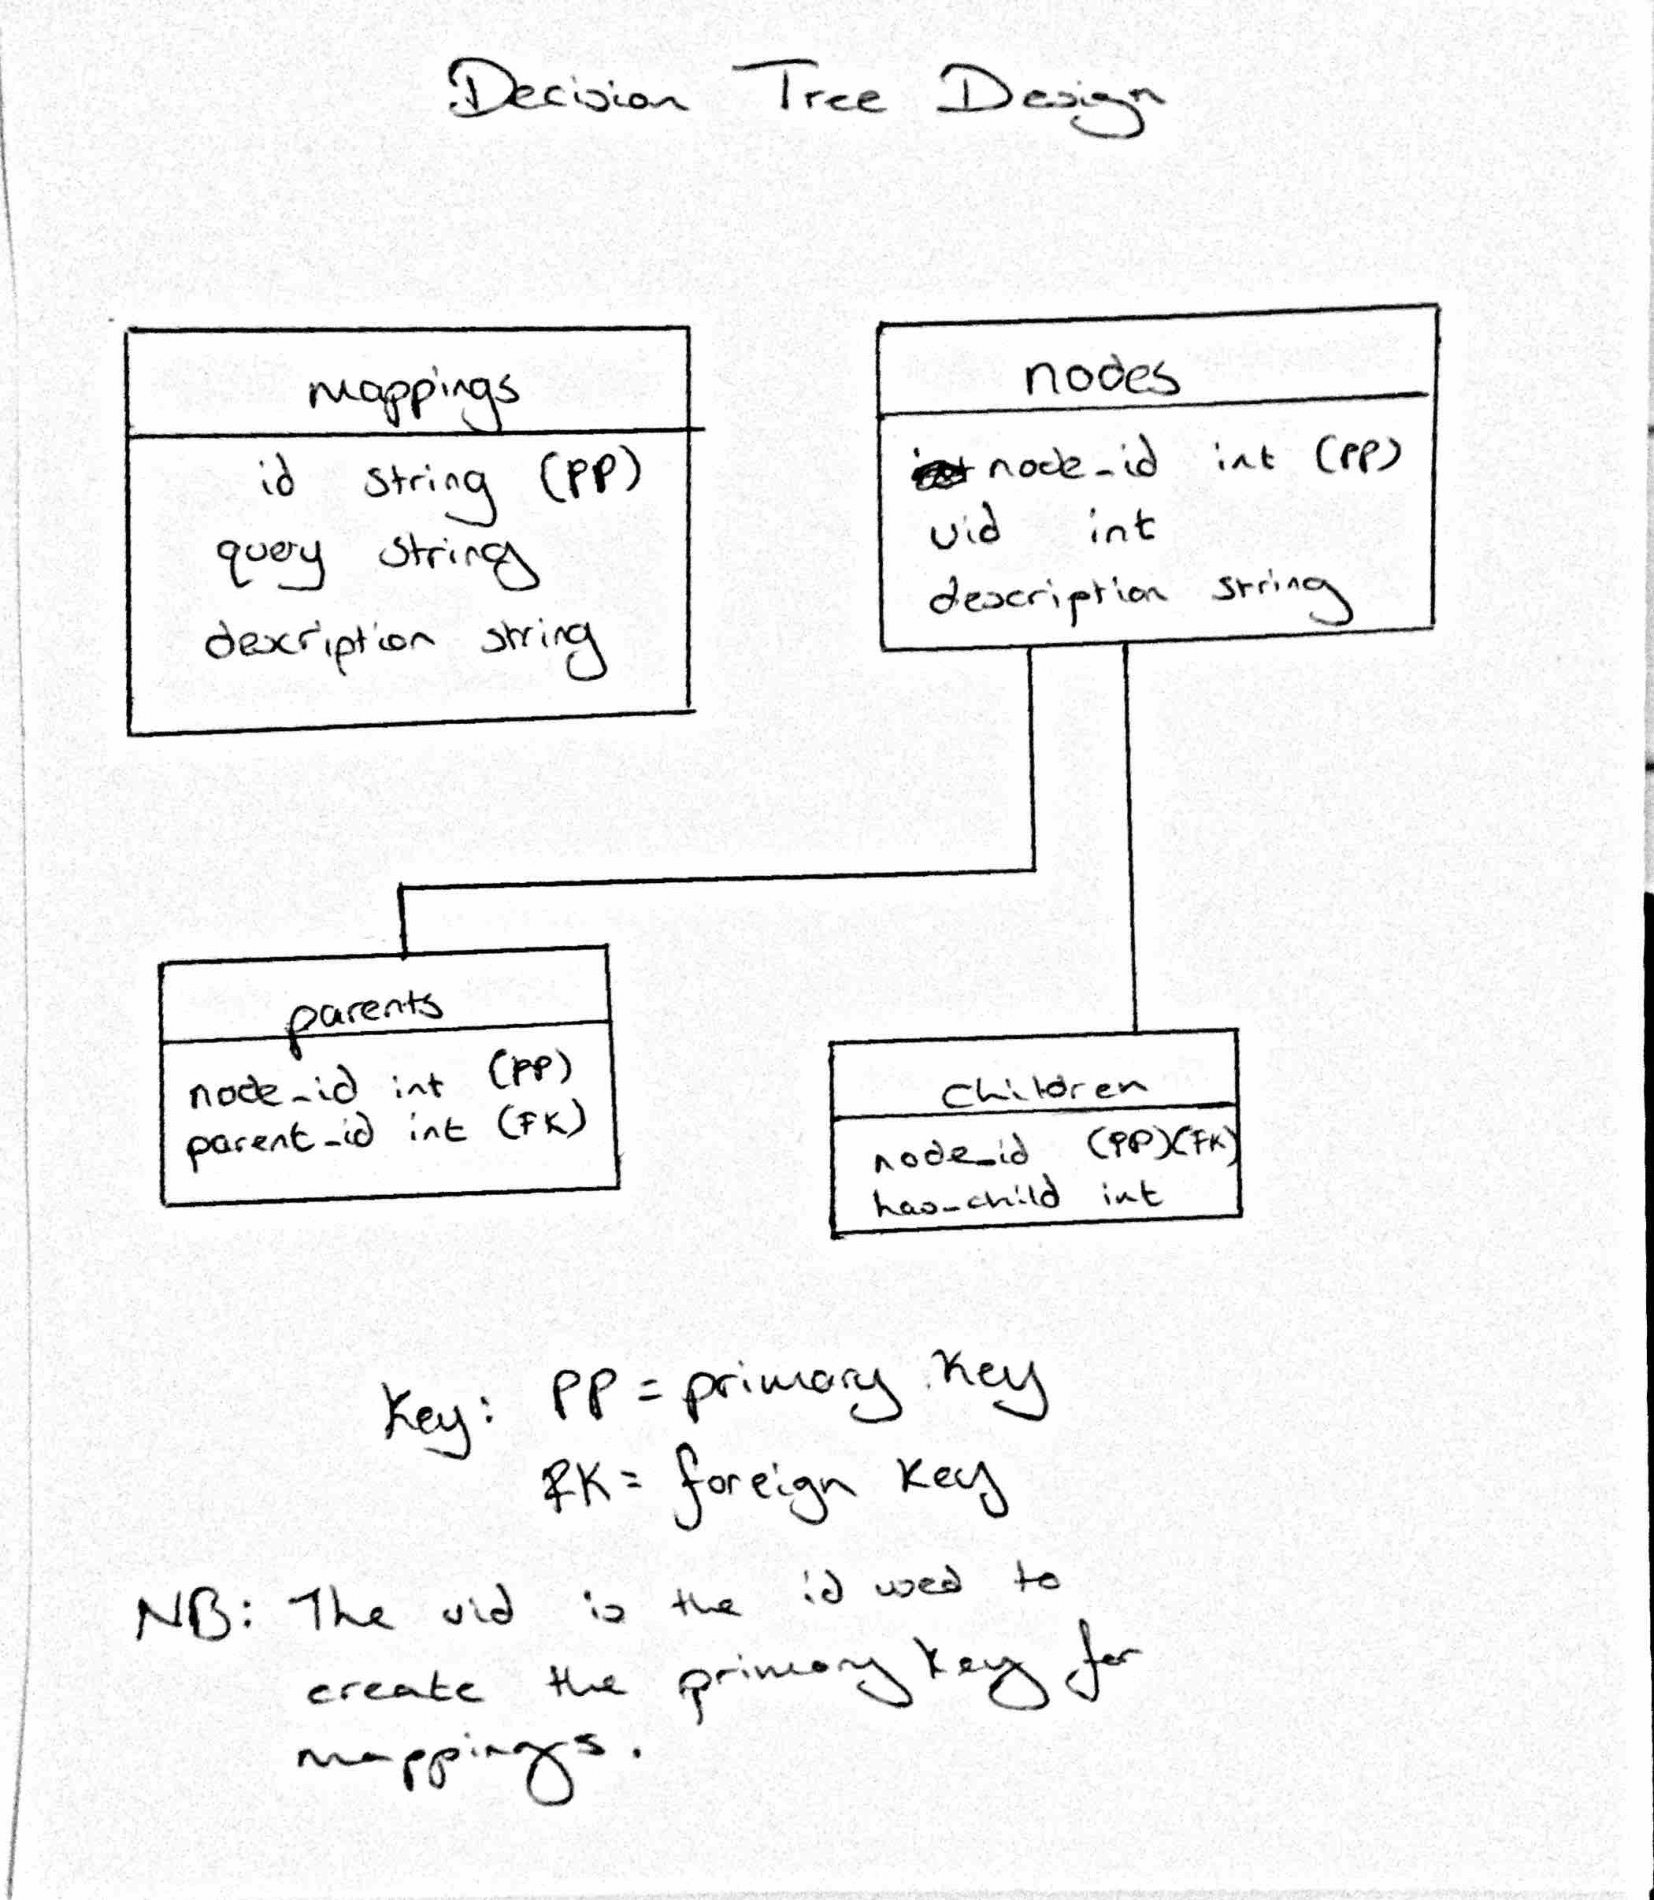 Decision Tree Design
mappings
id string (PP)
query string
description string
nodes
node_id int (PP)
uid int
description string
parents
node_id int (PP)
parent_id int (FK)
children
node_id (PP)(FK)
has_child int
Key: PP = primary key
FK = foreign key
NB: The uid is the id used to
create the primary key for
mappings.